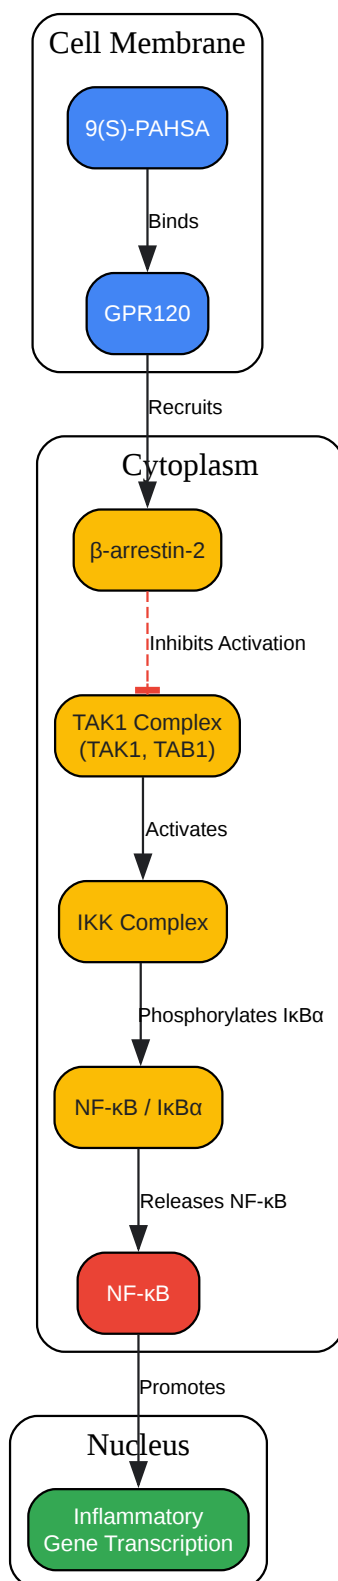 Cell Membrane
9(S)-PAHSA
Binds
GPR120
Recruits
Cytoplasm
β-arrestin-2
Inhibits Activation
TAK1 Complex
(TAK1, TAB1)
Activates
IKK Complex
Phosphorylates IκBα
NF-κB / IκBα
Releases NF-κB
NF-κB
Promotes
Nucleus
Inflammatory
Gene Transcription